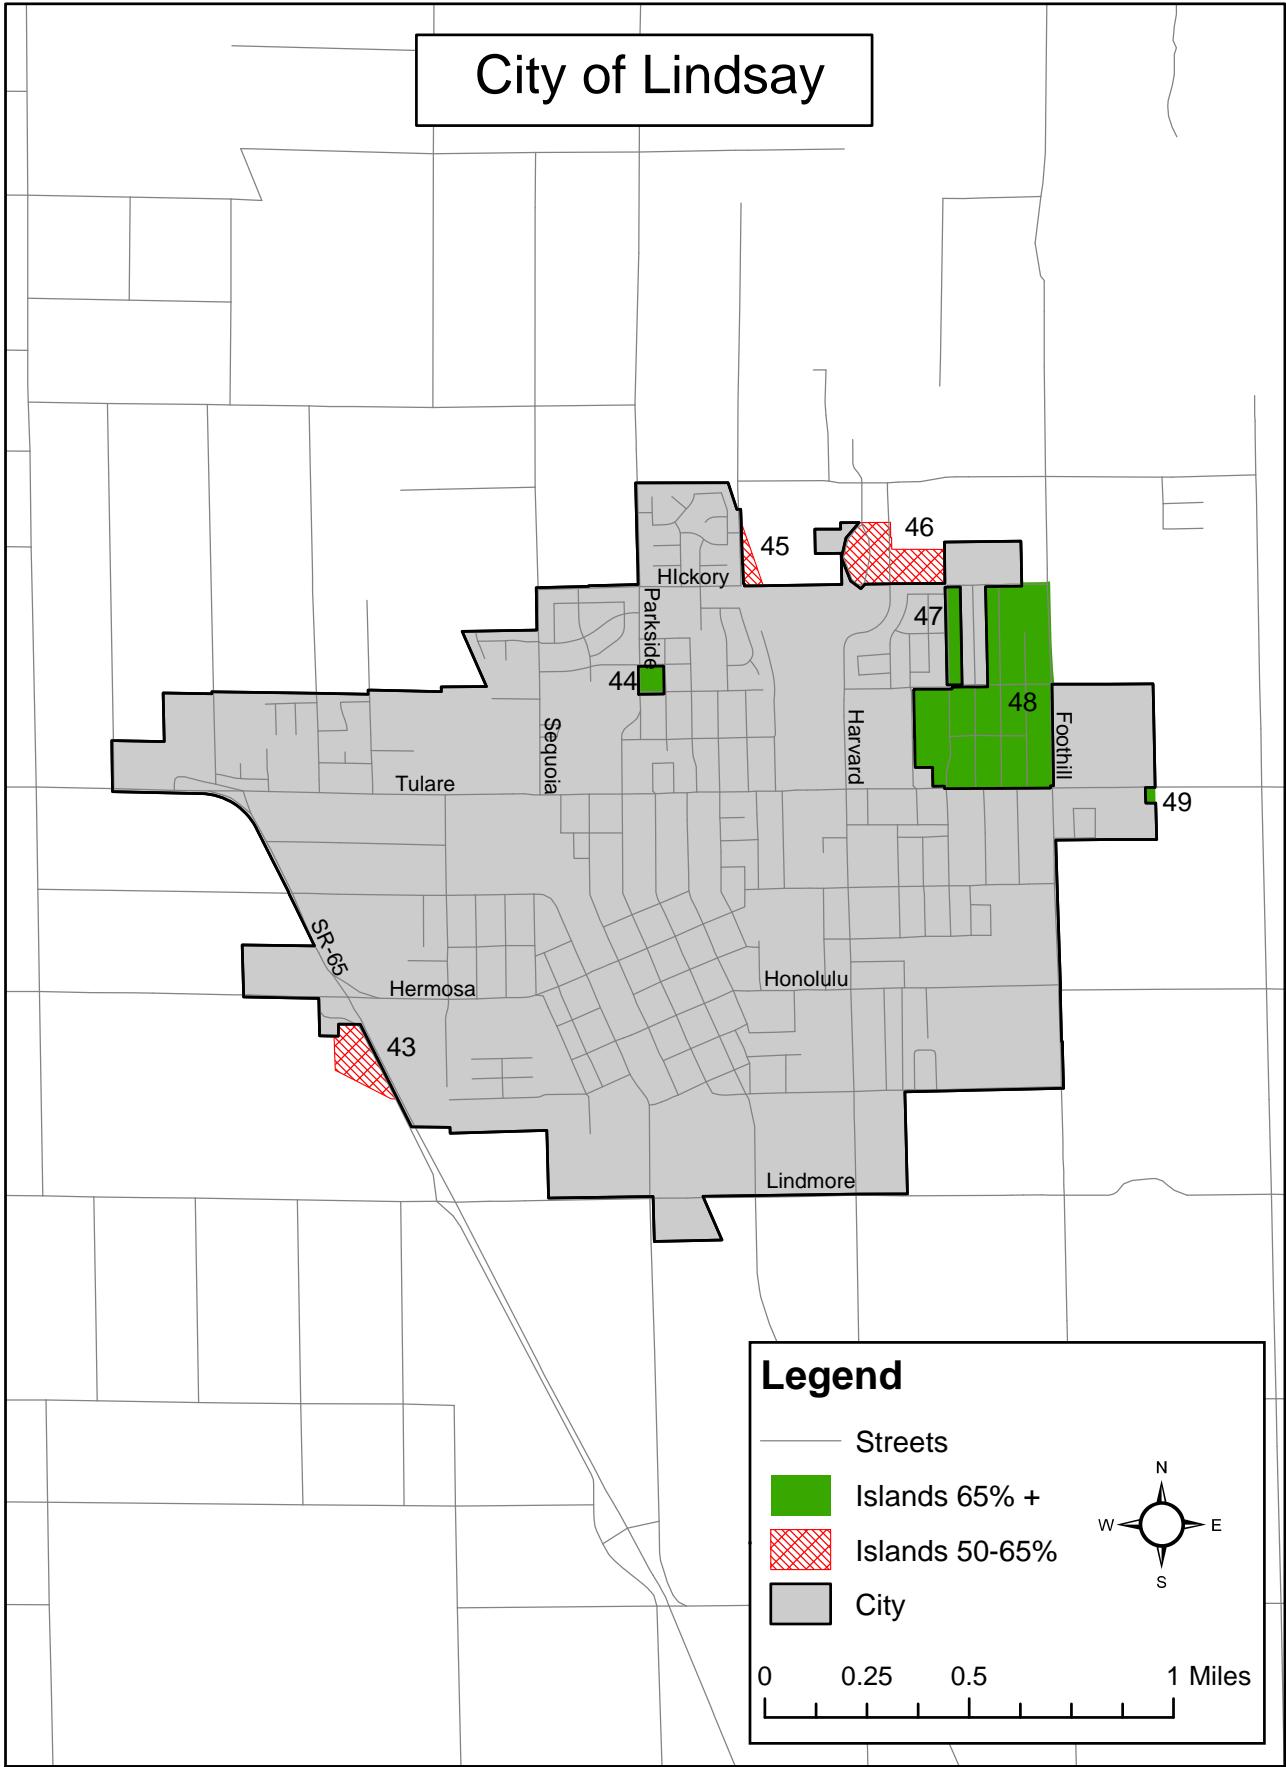 City of Lindsay
46
45
HIckory
47
Parkside
44
48
Sequoia
Harvard
Foothill
Tulare
49
SR-65
Honolulu
Hermosa
43
Lindmore
Legend
Streets
Islands 65% +
Islands 50-65%
City
N
W E
S
0 0.25 0.5 1 Miles